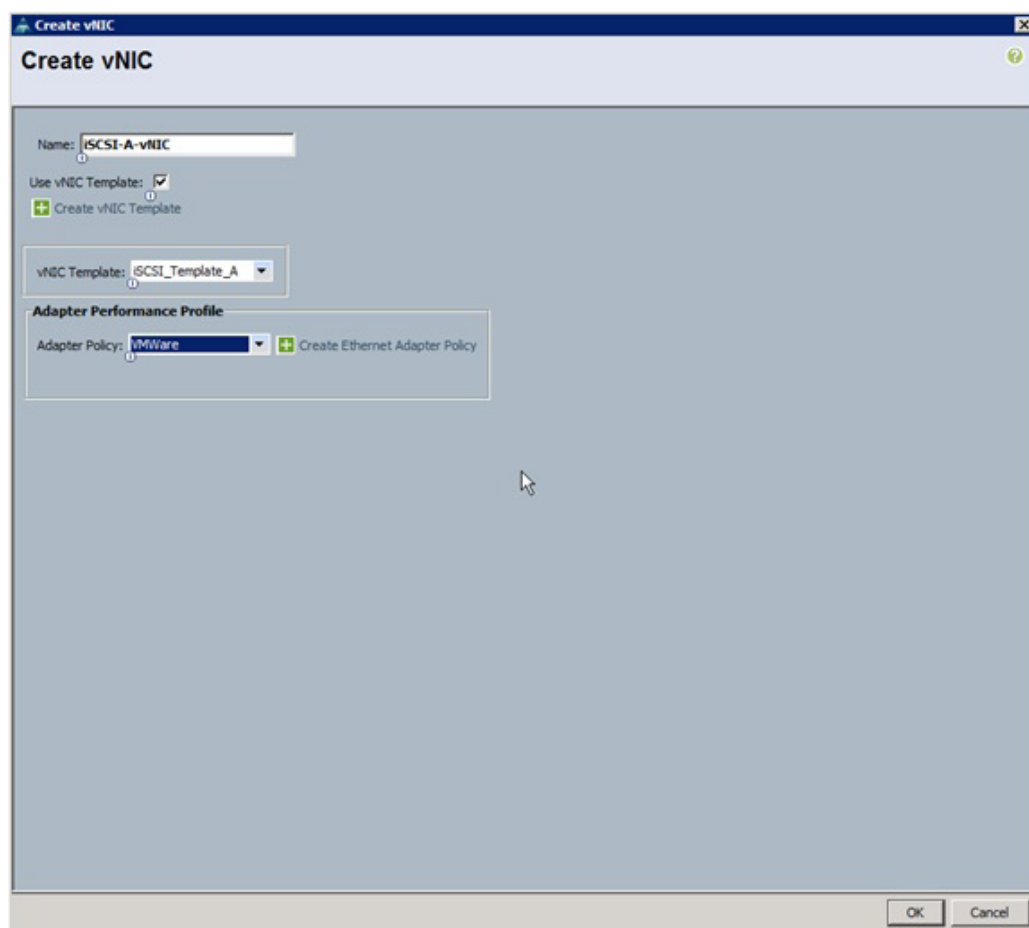 Create vNIC
Create vNIC
Name: iSCSI-A-vNIC
Use vNIC Template:
Create vNIC Template
vNIC Template: iSCSI_Template_A
Adapter Performance Profile
Adapter Policy: VMWare Create Ethernet Adapter Policy
OK Cancel